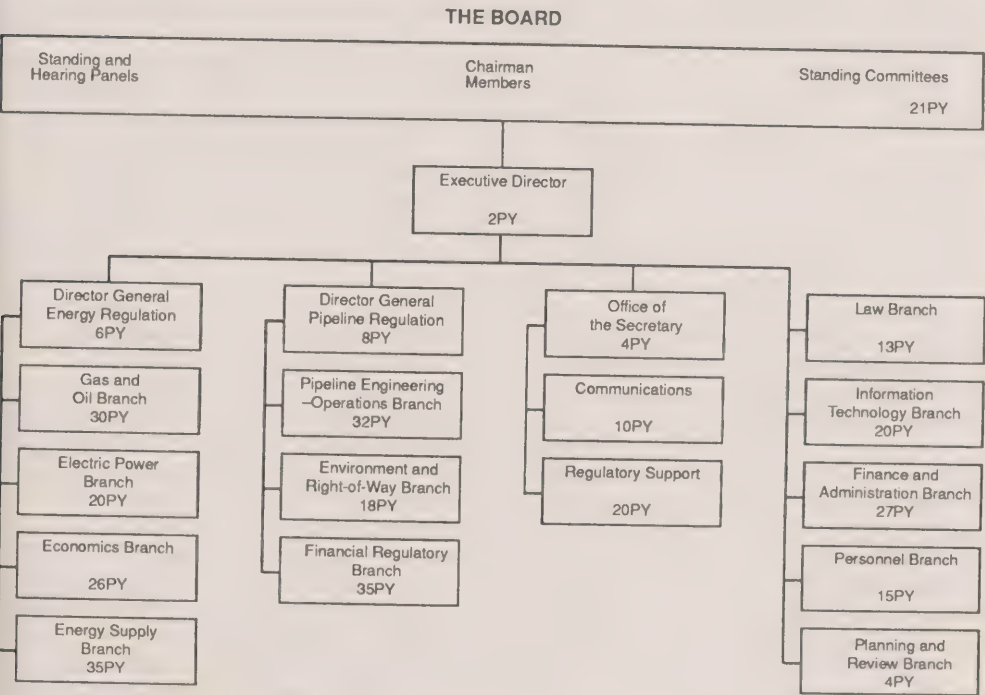 THE BOARD
Standing and
Hearing Panels
Chairman
Members
Standing Committees
21PY
Executive Director
2PY
Director General
Energy Regulation
6PY
Gas and
Oil Branch
30PY
Electric Power
Branch
20PY
Economics Branch
26PY
Energy Supply
Branch
35PY
Director General
Pipeline Regulation
8PY
Pipeline Engineering
–Operations Branch
32PY
Environment and
Right-of-Way Branch
18PY
Financial Regulatory
Branch
35PY
Office of
the Secretary
4PY
Communications
10PY
Regulatory Support
20PY
Law Branch
13PY
Information
Technology Branch
20PY
Finance and
Administration Branch
27PY
Personnel Branch
15PY
Planning and
Review Branch
4PY